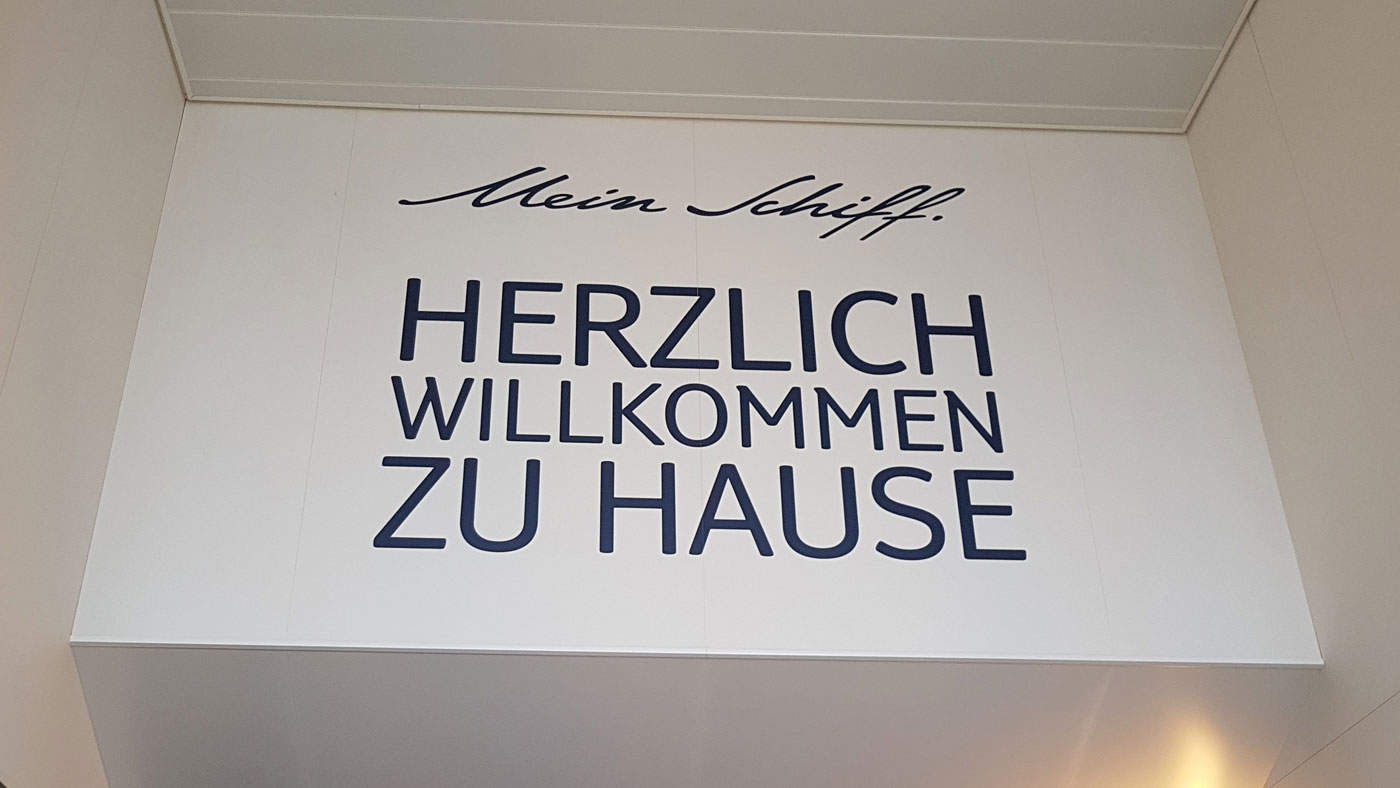 Mein Schiff.
HERZLICH
WILLKOMMEN
ZU HAUSE